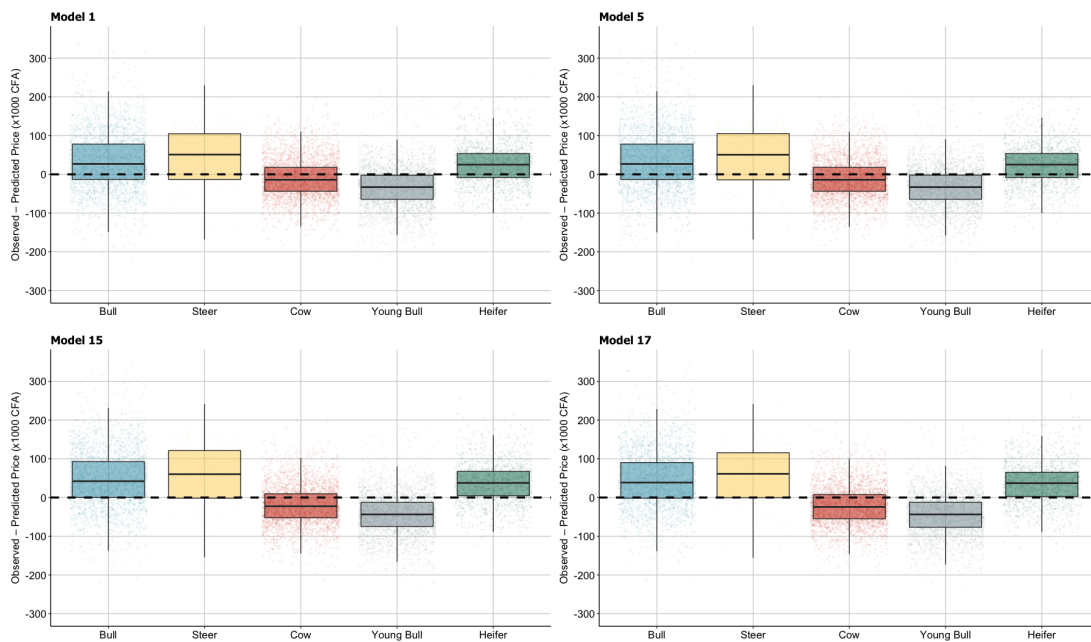 Model 1
Observed – Predicted Price (x1000 CFA)
300
200
100
0
-100
-200
-300
Bull Steer Cow Young Bull Heifer
Model 5
Observed – Predicted Price (x1000 CFA)
300
200
100
0
-100
-200
-300
Bull Steer Cow Young Bull Heifer
Model 15
Observed – Predicted Price (x1000 CFA)
300
200
100
0
-100
-200
-300
Bull Steer Cow Young Bull Heifer
Model 17
Observed – Predicted Price (x1000 CFA)
300
200
100
0
-100
-200
-300
Bull Steer Cow Young Bull Heifer